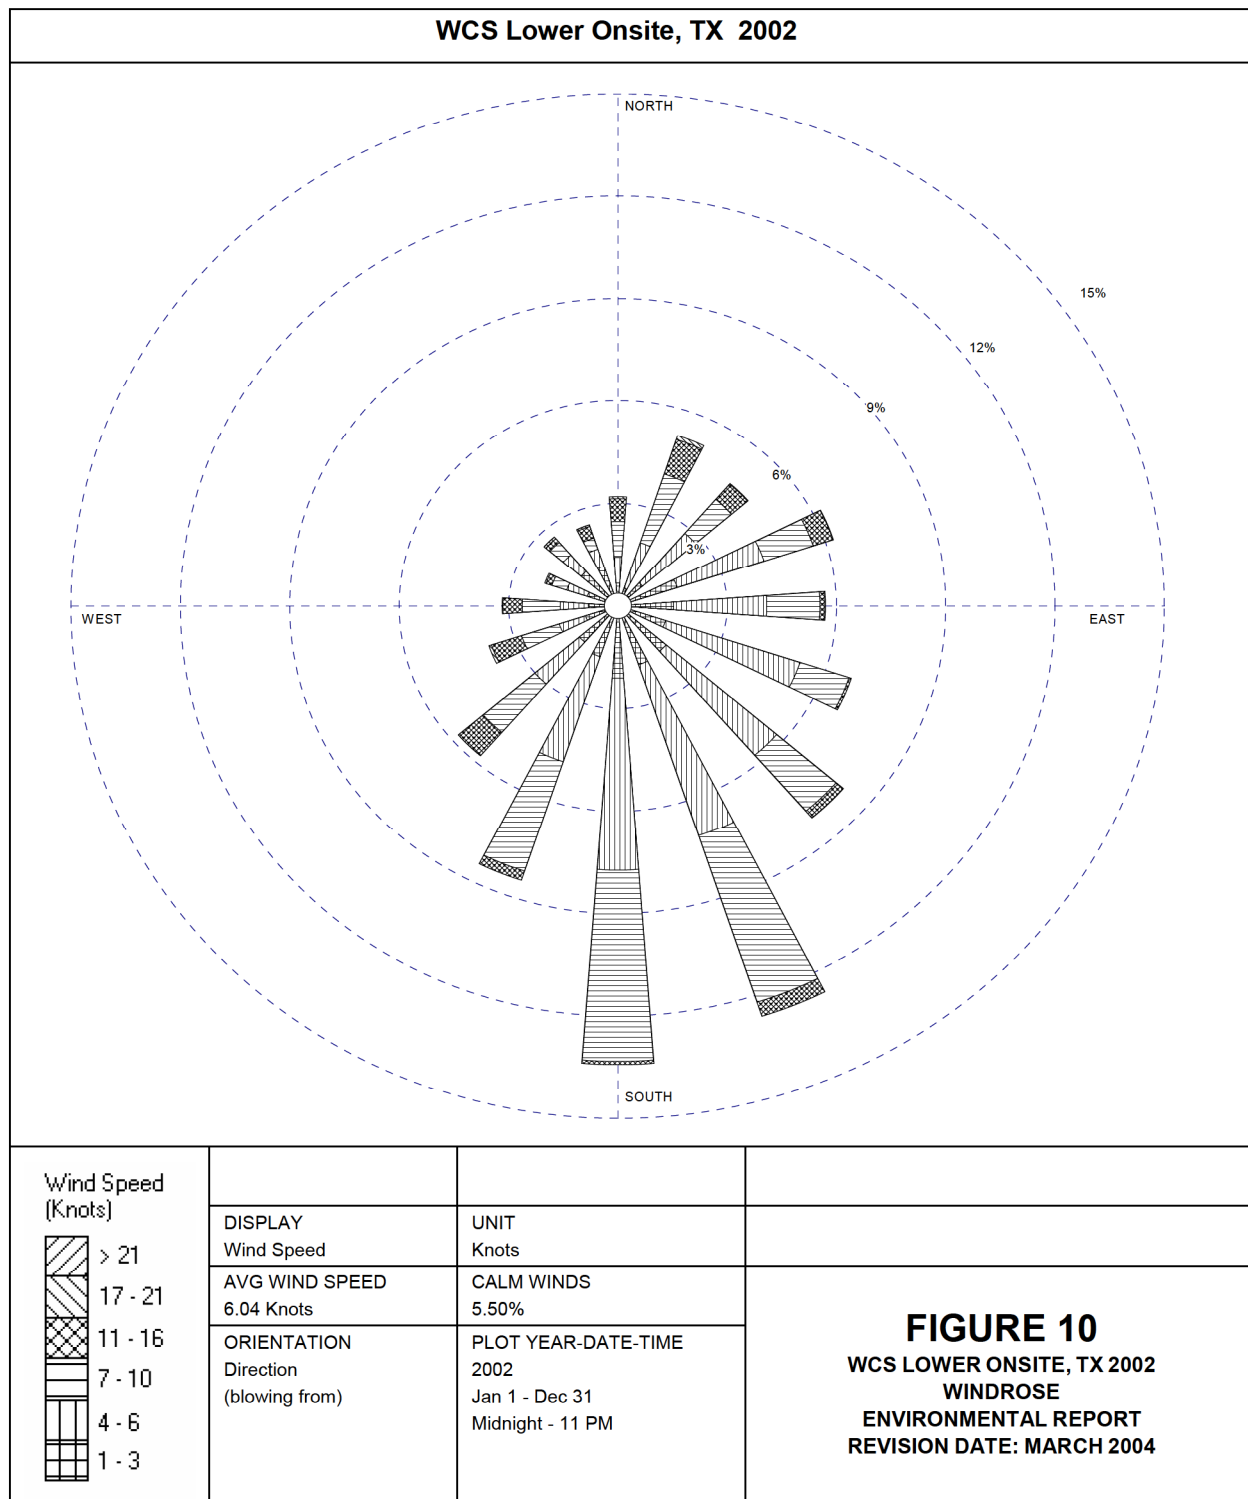 WCS Lower Onsite, TX 2002
NORTH
15%
12%
9%
6%
3%
WEST
EAST
SOUTH
Wind Speed
(Knots)
> 21
17 - 21
11 - 16
7 - 10
4 - 6
1 - 3
DISPLAY
Wind Speed
UNIT
Knots
AVG WIND SPEED
6.04 Knots
CALM WINDS
5.50%
ORIENTATION
Direction
(blowing from)
PLOT YEAR-DATE-TIME
2002
Jan 1 - Dec 31
Midnight - 11 PM
FIGURE 10
WCS LOWER ONSITE, TX 2002
WINDROSE
ENVIRONMENTAL REPORT
REVISION DATE: MARCH 2004